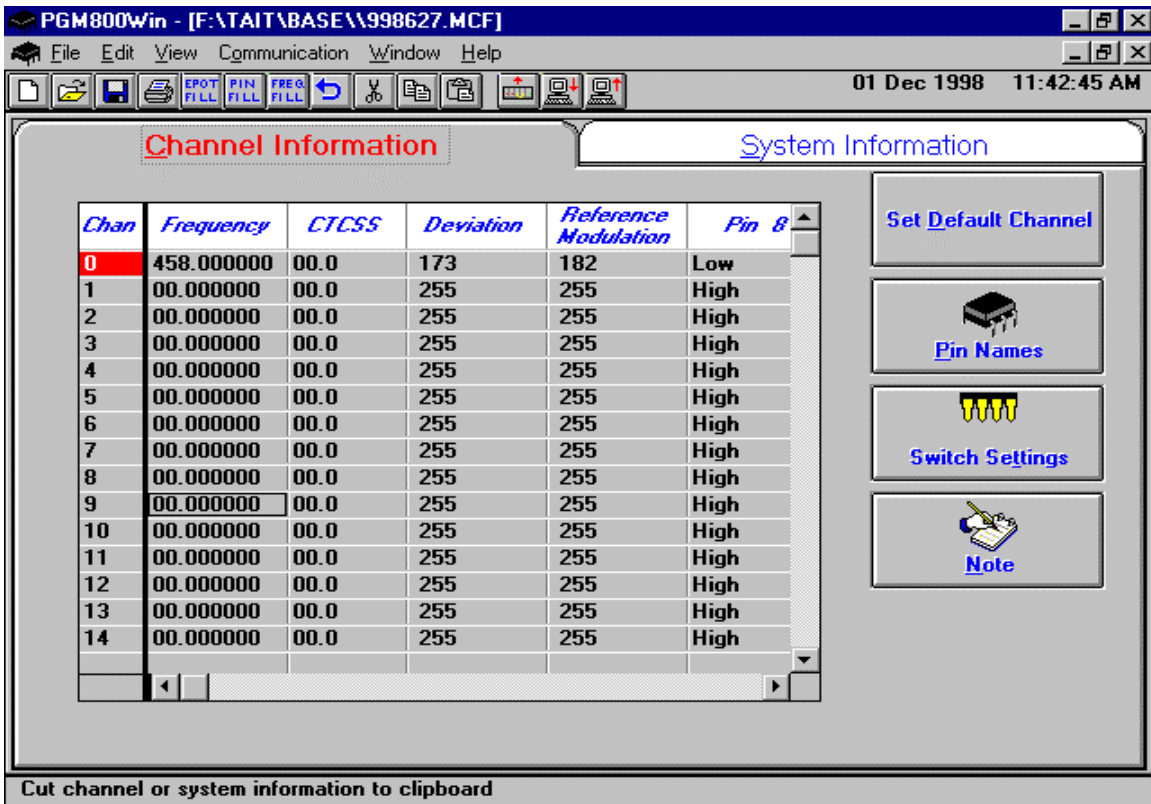 PGM800Win - [F:\TAIT\BASE\\998627.MCF]
File Edit View Communication Window Help
EPOT FILL PIN FILL FREQ FILL 01 Dec 1998 11:42:45 AM
Channel Information System Information
Chan Frequency CTCSS Deviation Reference Modulation Pin 8
0 458.000000 00.0 173 182 Low
1 00.000000 00.0 255 255 High
2 00.000000 00.0 255 255 High
3 00.000000 00.0 255 255 High
4 00.000000 00.0 255 255 High
5 00.000000 00.0 255 255 High
6 00.000000 00.0 255 255 High
7 00.000000 00.0 255 255 High
8 00.000000 00.0 255 255 High
9 00.000000 00.0 255 255 High
10 00.000000 00.0 255 255 High
11 00.000000 00.0 255 255 High
12 00.000000 00.0 255 255 High
13 00.000000 00.0 255 255 High
14 00.000000 00.0 255 255 High
Set Default Channel
Pin Names
Switch Settings
Note
Cut channel or system information to clipboard